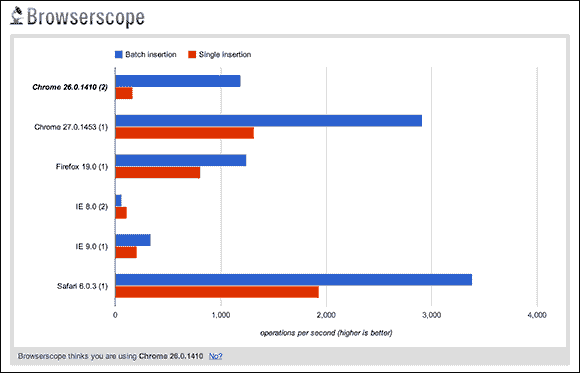 Browserscope
Batch insertion Single insertion
Chrome 26.0.1410 (2)
Chrome 27.0.1453 (1)
Firefox 19.0 (1)
IE 8.0 (2)
IE 9.0 (1)
Safari 6.0.3 (1)
0 1,000 2,000 3,000 4,000
operations per second (higher is better)
Browserscope thinks you are using Chrome 26.0.1410 No?